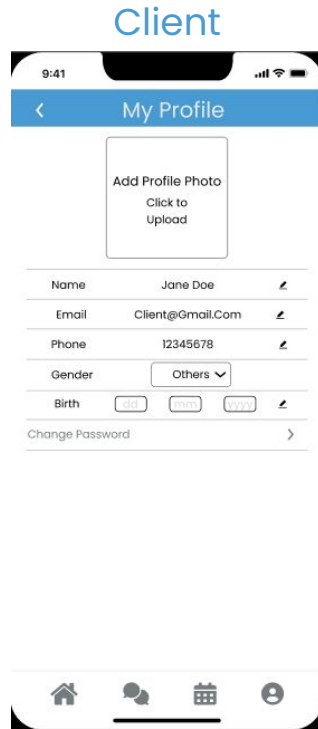 Client
9:41
My Profile
Add Profile Photo
Click to
Upload
Name Jane Doe
Email Client@Gmail.Com
Phone 12345678
Gender Others
Birth dd mm yyyy
Change Password